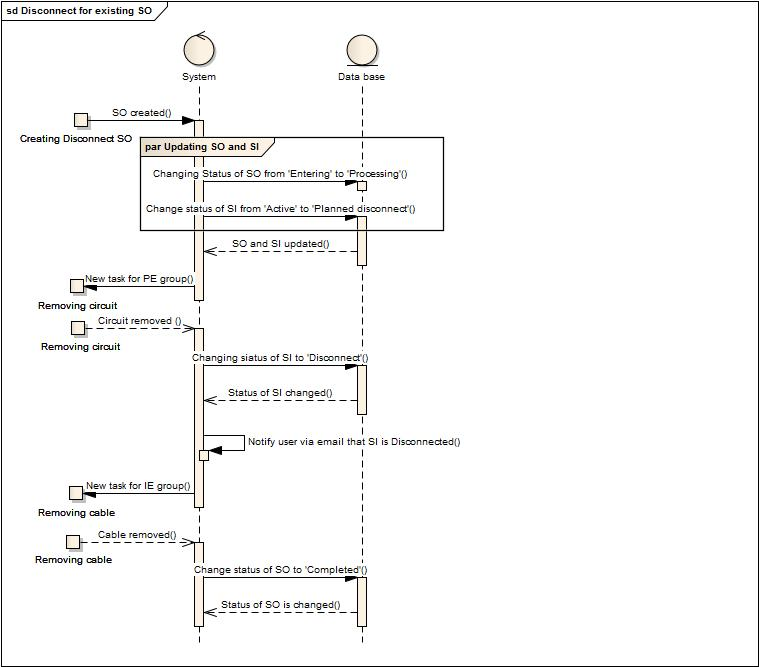 sd Disconnect for existing SO
System
Data base
SO created()
Creating Disconnect SO
par Updating SO and SI
Changing Status of SO from 'Entering' to 'Processing'()
Change status of SI from 'Active' to 'Planned disconnect'()
SO and SI updated()
New task for PE group()
Removing circuit
Circuit removed ()
Removing circuit
Changing siatus of SI to 'Disconnect'()
Status of SI changed()
Notify user via email that SI is Disconnected()
New task for IE group()
Removing cable
Cable removed()
Removing cable
Change status of SO to 'Completed'()
Status of SO is changed()